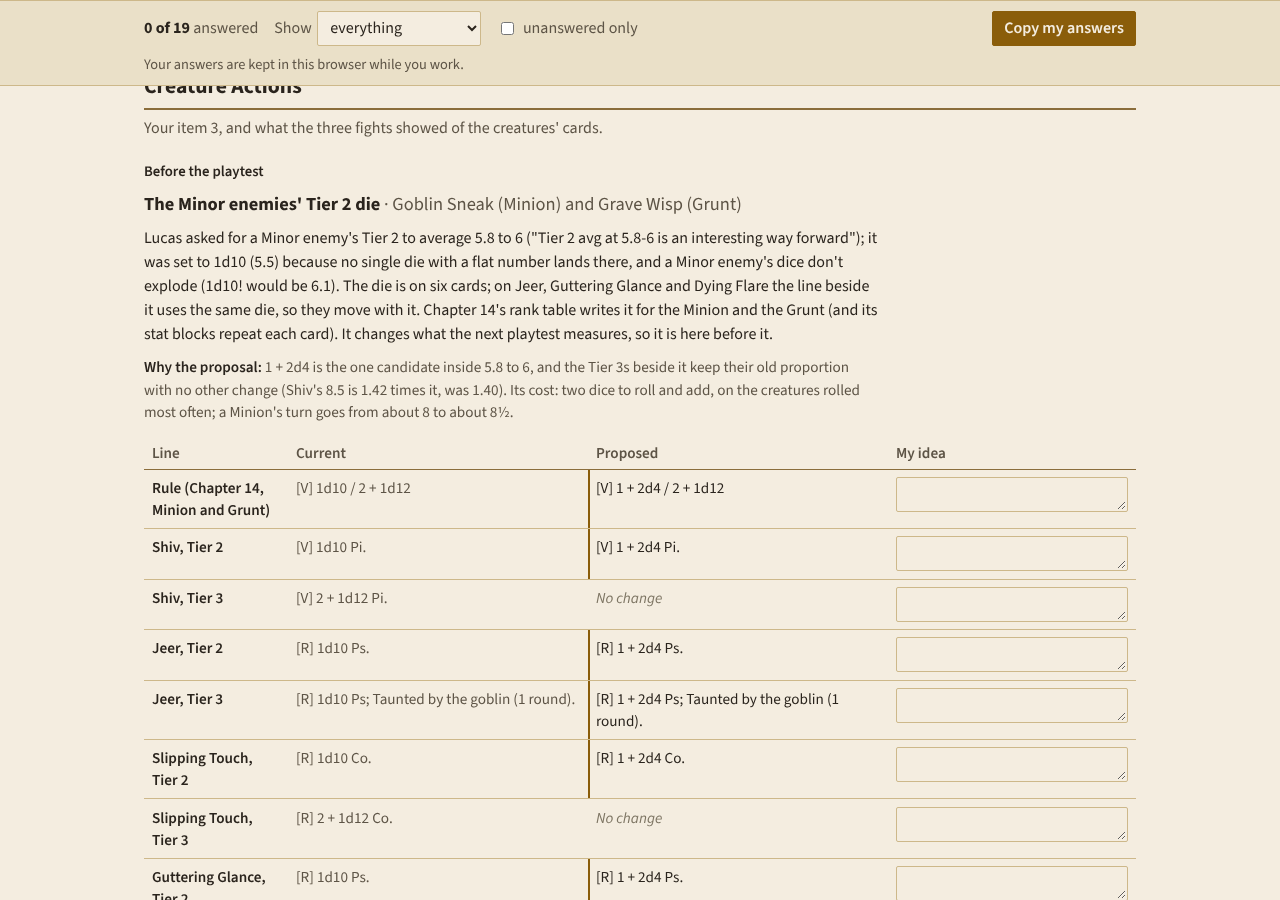 0 of 19 answered Show everything unanswered only Copy my answers
Your answers are kept in this browser while you work.
Creature Actions
Your item 3, and what the three fights showed of the creatures' cards.
Before the playtest
The Minor enemies' Tier 2 die · Goblin Sneak (Minion) and Grave Wisp (Grunt)
Lucas asked for a Minor enemy's Tier 2 to average 5.8 to 6 ("Tier 2 avg at 5.8-6 is an interesting way forward"); it
was set to 1d10 (5.5) because no single die with a flat number lands there, and a Minor enemy's dice don't
explode (1d10! would be 6.1). The die is on six cards; on Jeer, Guttering Glance and Dying Flare the line beside
it uses the same die, so they move with it. Chapter 14's rank table writes it for the Minion and the Grunt (and its
stat blocks repeat each card). It changes what the next playtest measures, so it is here before it.
Why the proposal: 1 + 2d4 is the one candidate inside 5.8 to 6, and the Tier 3s beside it keep their old proportion
with no other change (Shiv's 8.5 is 1.42 times it, was 1.40). Its cost: two dice to roll and add, on the creatures rolled
most often; a Minion's turn goes from about 8 to about 8½.
Line Current Proposed My idea
Rule (Chapter 14, [V] 1d10 / 2 + 1d12 [V] 1 + 2d4 / 2 + 1d12
Minion and Grunt)
Shiv, Tier 2 [V] 1d10 Pi. [V] 1 + 2d4 Pi.
Shiv, Tier 3 [V] 2 + 1d12 Pi. No change
Jeer, Tier 2 [R] 1d10 Ps. [R] 1 + 2d4 Ps.
Jeer, Tier 3 [R] 1d10 Ps; Taunted by the goblin (1 round). [R] 1 + 2d4 Ps; Taunted by the goblin (1
round).
Slipping Touch, [R] 1d10 Co. [R] 1 + 2d4 Co.
Tier 2
Slipping Touch, [R] 2 + 1d12 Co. No change
Tier 3
Guttering Glance, [R] 1d10 Ps. [R] 1 + 2d4 Ps.
Tier 2